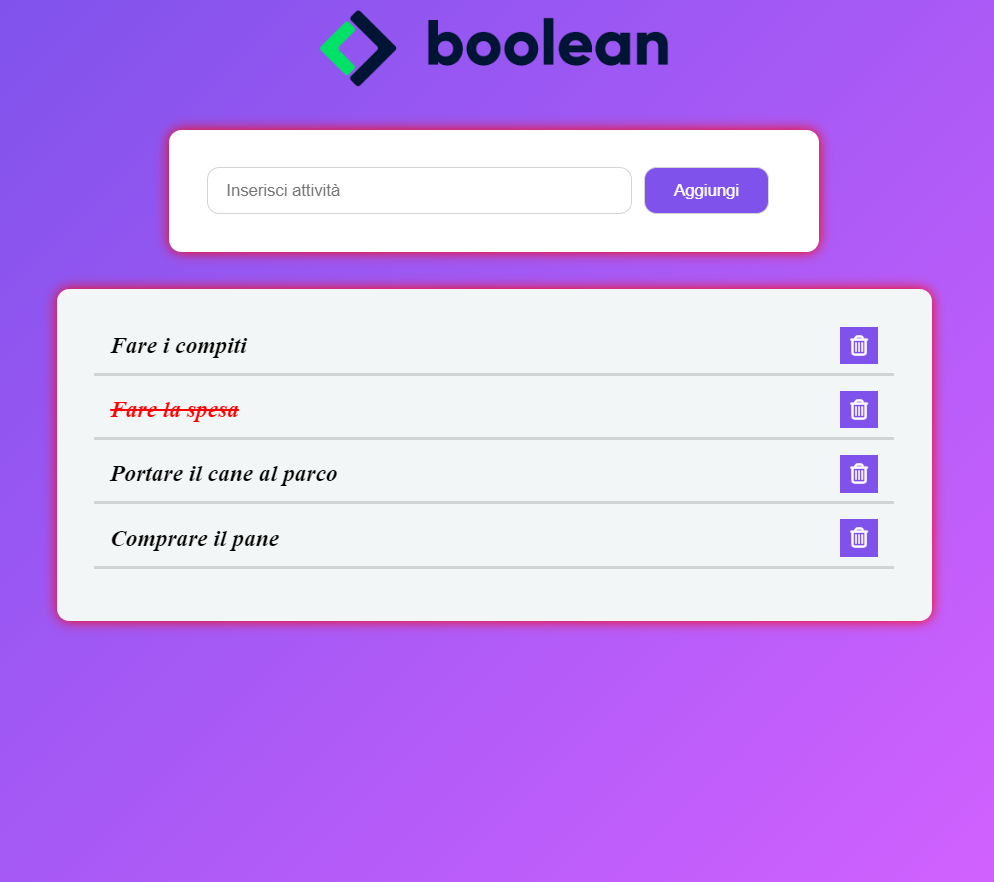 boolean
Inserisci attività
Aggiungi
Fare i compiti
Fare la spesa
Portare il cane al parco
Comprare il pane